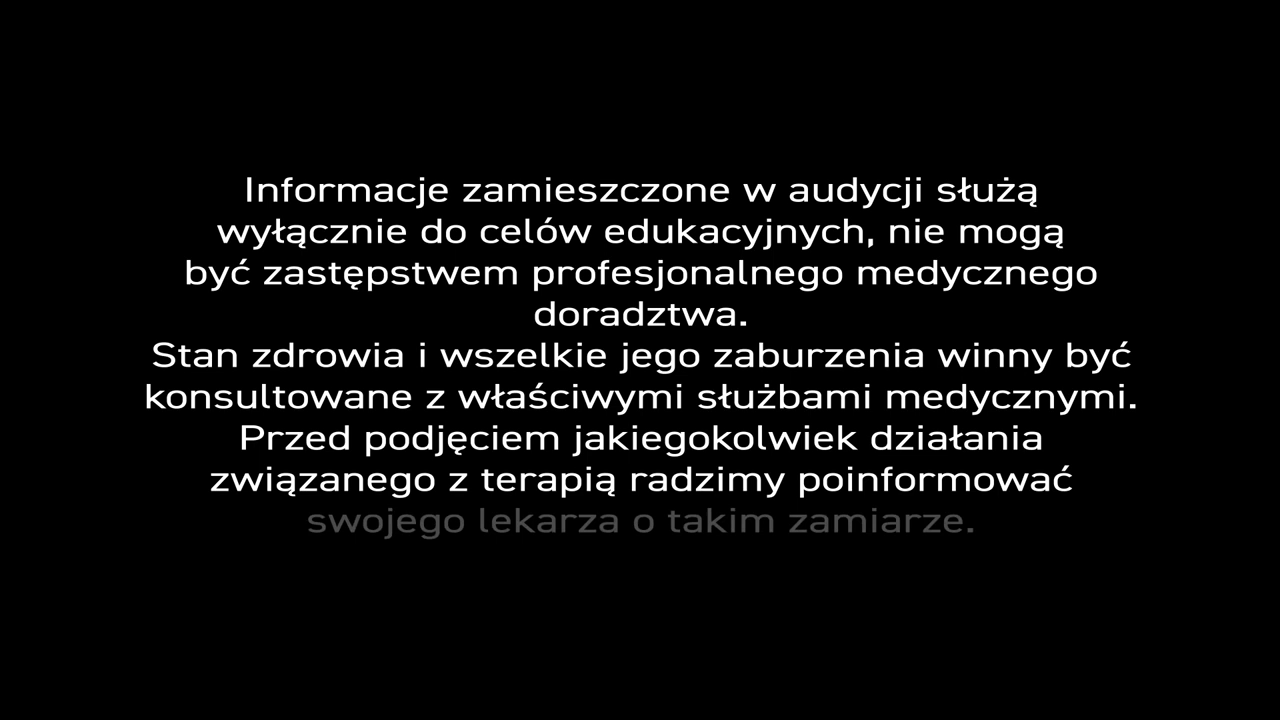 Informacje zamieszczone w audycji służą
wyłącznie do celów edukacyjnych, nie mogą
być zastępstwem profesjonalnego medycznego
doradztwa.
Stan zdrowia i wszelkie jego zaburzenia winny być
konsultowane z właściwymi służbami medycznymi.
Przed podjęciem jakiegokolwiek działania
związanego z terapią radzimy poinformować
swojego lekarza o takim zamiarze.